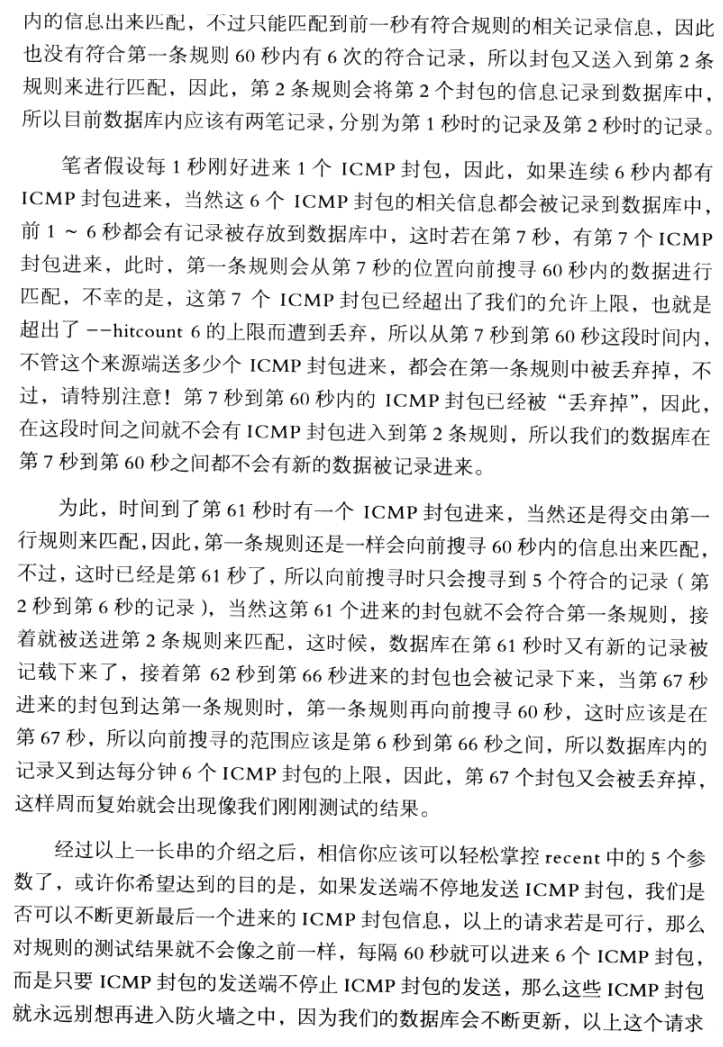 内的信息出来匹配，不过只能匹配到前一秒有符合规则的相关记录信息，因此
也没有符合第一条规则 60 秒内有 6 次的符合记录，所以封包又送入到第 2 条
规则来进行匹配，因此，第 2 条规则会将第 2 个封包的信息记录到数据库中，
所以目前数据库内应该有两笔记录，分别为第 1 秒时的记录及第 2 秒时的记录。
笔者假设每 1 秒刚好进来 1 个 ICMP 封包，因此，如果连续 6 秒内都有
ICMP 封包进来，当然这 6 个 ICMP 封包的相关信息都会被记录到数据库中，
前 1 ~ 6 秒都会有记录被存放到数据库中，这时若在第 7 秒，有第 7 个 ICMP
封包进来，此时，第一条规则会从第 7 秒的位置向前搜寻 60 秒内的数据进行
匹配，不幸的是，这第 7 个 ICMP 封包已经超出了我们的允许上限，也就是
超出了 --hitcount 6 的上限而遭到丢弃，所以从第 7 秒到第 60 秒这段时间内，
不管这个来源端送多少个 ICMP 封包进来，都会在第一条规则中被丢弃掉，不
过，请特别注意！第 7 秒到第 60 秒内的 ICMP 封包已经被“丢弃掉”，因此，
在这段时间之间就不会有 ICMP 封包进入到第 2 条规则，所以我们的数据库在
第 7 秒到第 60 秒之间都不会有新的数据被记录进来。
为此，时间到了第 61 秒时有一个 ICMP 封包进来，当然还是得交由第一
行规则来匹配，因此，第一条规则还是一样会向前搜寻 60 秒内的信息出来匹配，
不过，这时已经是第 61 秒了，所以向前搜寻时只会搜寻到 5 个符合的记录（第
2 秒到第 6 秒的记录），当然这第 61 个进来的封包就不会符合第一条规则，接
着就被送进第 2 条规则来匹配，这时候，数据库在第 61 秒时又有新的记录被
记载下来了，接着第 62 秒到第 66 秒进来的封包也会被记录下来，当第 67 秒
进来的封包到达第一条规则时，第一条规则再向前搜寻 60 秒，这时应该是在
第 67 秒，所以向前搜寻的范围应该是第 6 秒到第 66 秒之间，所以数据库内的
记录又到达每分钟 6 个 ICMP 封包的上限，因此，第 67 个封包又会被丢弃掉，
这样周而复始就会出现像我们刚刚测试的结果。
经过以上一长串的介绍之后，相信你应该可以轻松掌控 recent 中的 5 个参
数了，或许你希望达到的目的是，如果发送端不停地发送 ICMP 封包，我们是
否可以不断更新最后一个进来的 ICMP 封包信息，以上的请求若是可行，那么
对规则的测试结果就不会像之前一样，每隔 60 秒就可以进来 6 个 ICMP 封包，
而是只要 ICMP 封包的发送端不停止 ICMP 封包的发送，那么这些 ICMP 封包
就永远别想再进入防火墙之中，因为我们的数据库会不断更新，以上这个请求